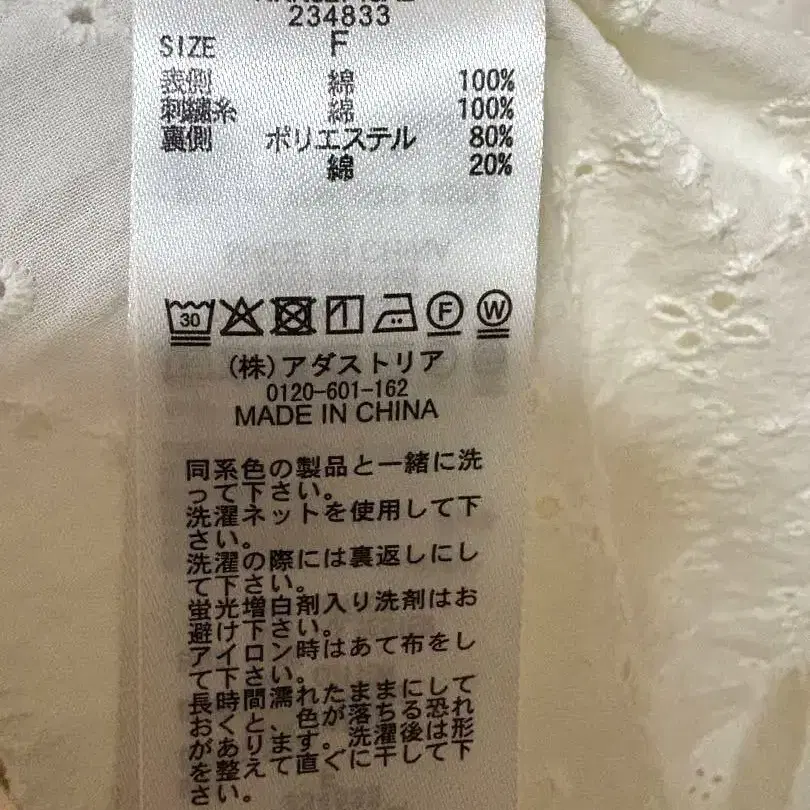 234833
SIZE F
表側 綿 100%
刺繍糸 綿 100%
裏側 ポリエステル 80%
綿 20%
30 F W
(株)アダストリア
0120-601-162
MADE IN CHINA
同系色の製品と一緒に洗
って下さい。
洗濯ネットを使用して下
さい。
洗濯の際には裏返しにし
て下さい。
蛍光増白剤入り洗剤はお
避け下さい。
アイロン時はあて布をし
て下さい。
長時間濡れたままにして
おくと、色が落ちる恐れ
があります。洗濯後は形
を整えて直ぐに干して下
さい。